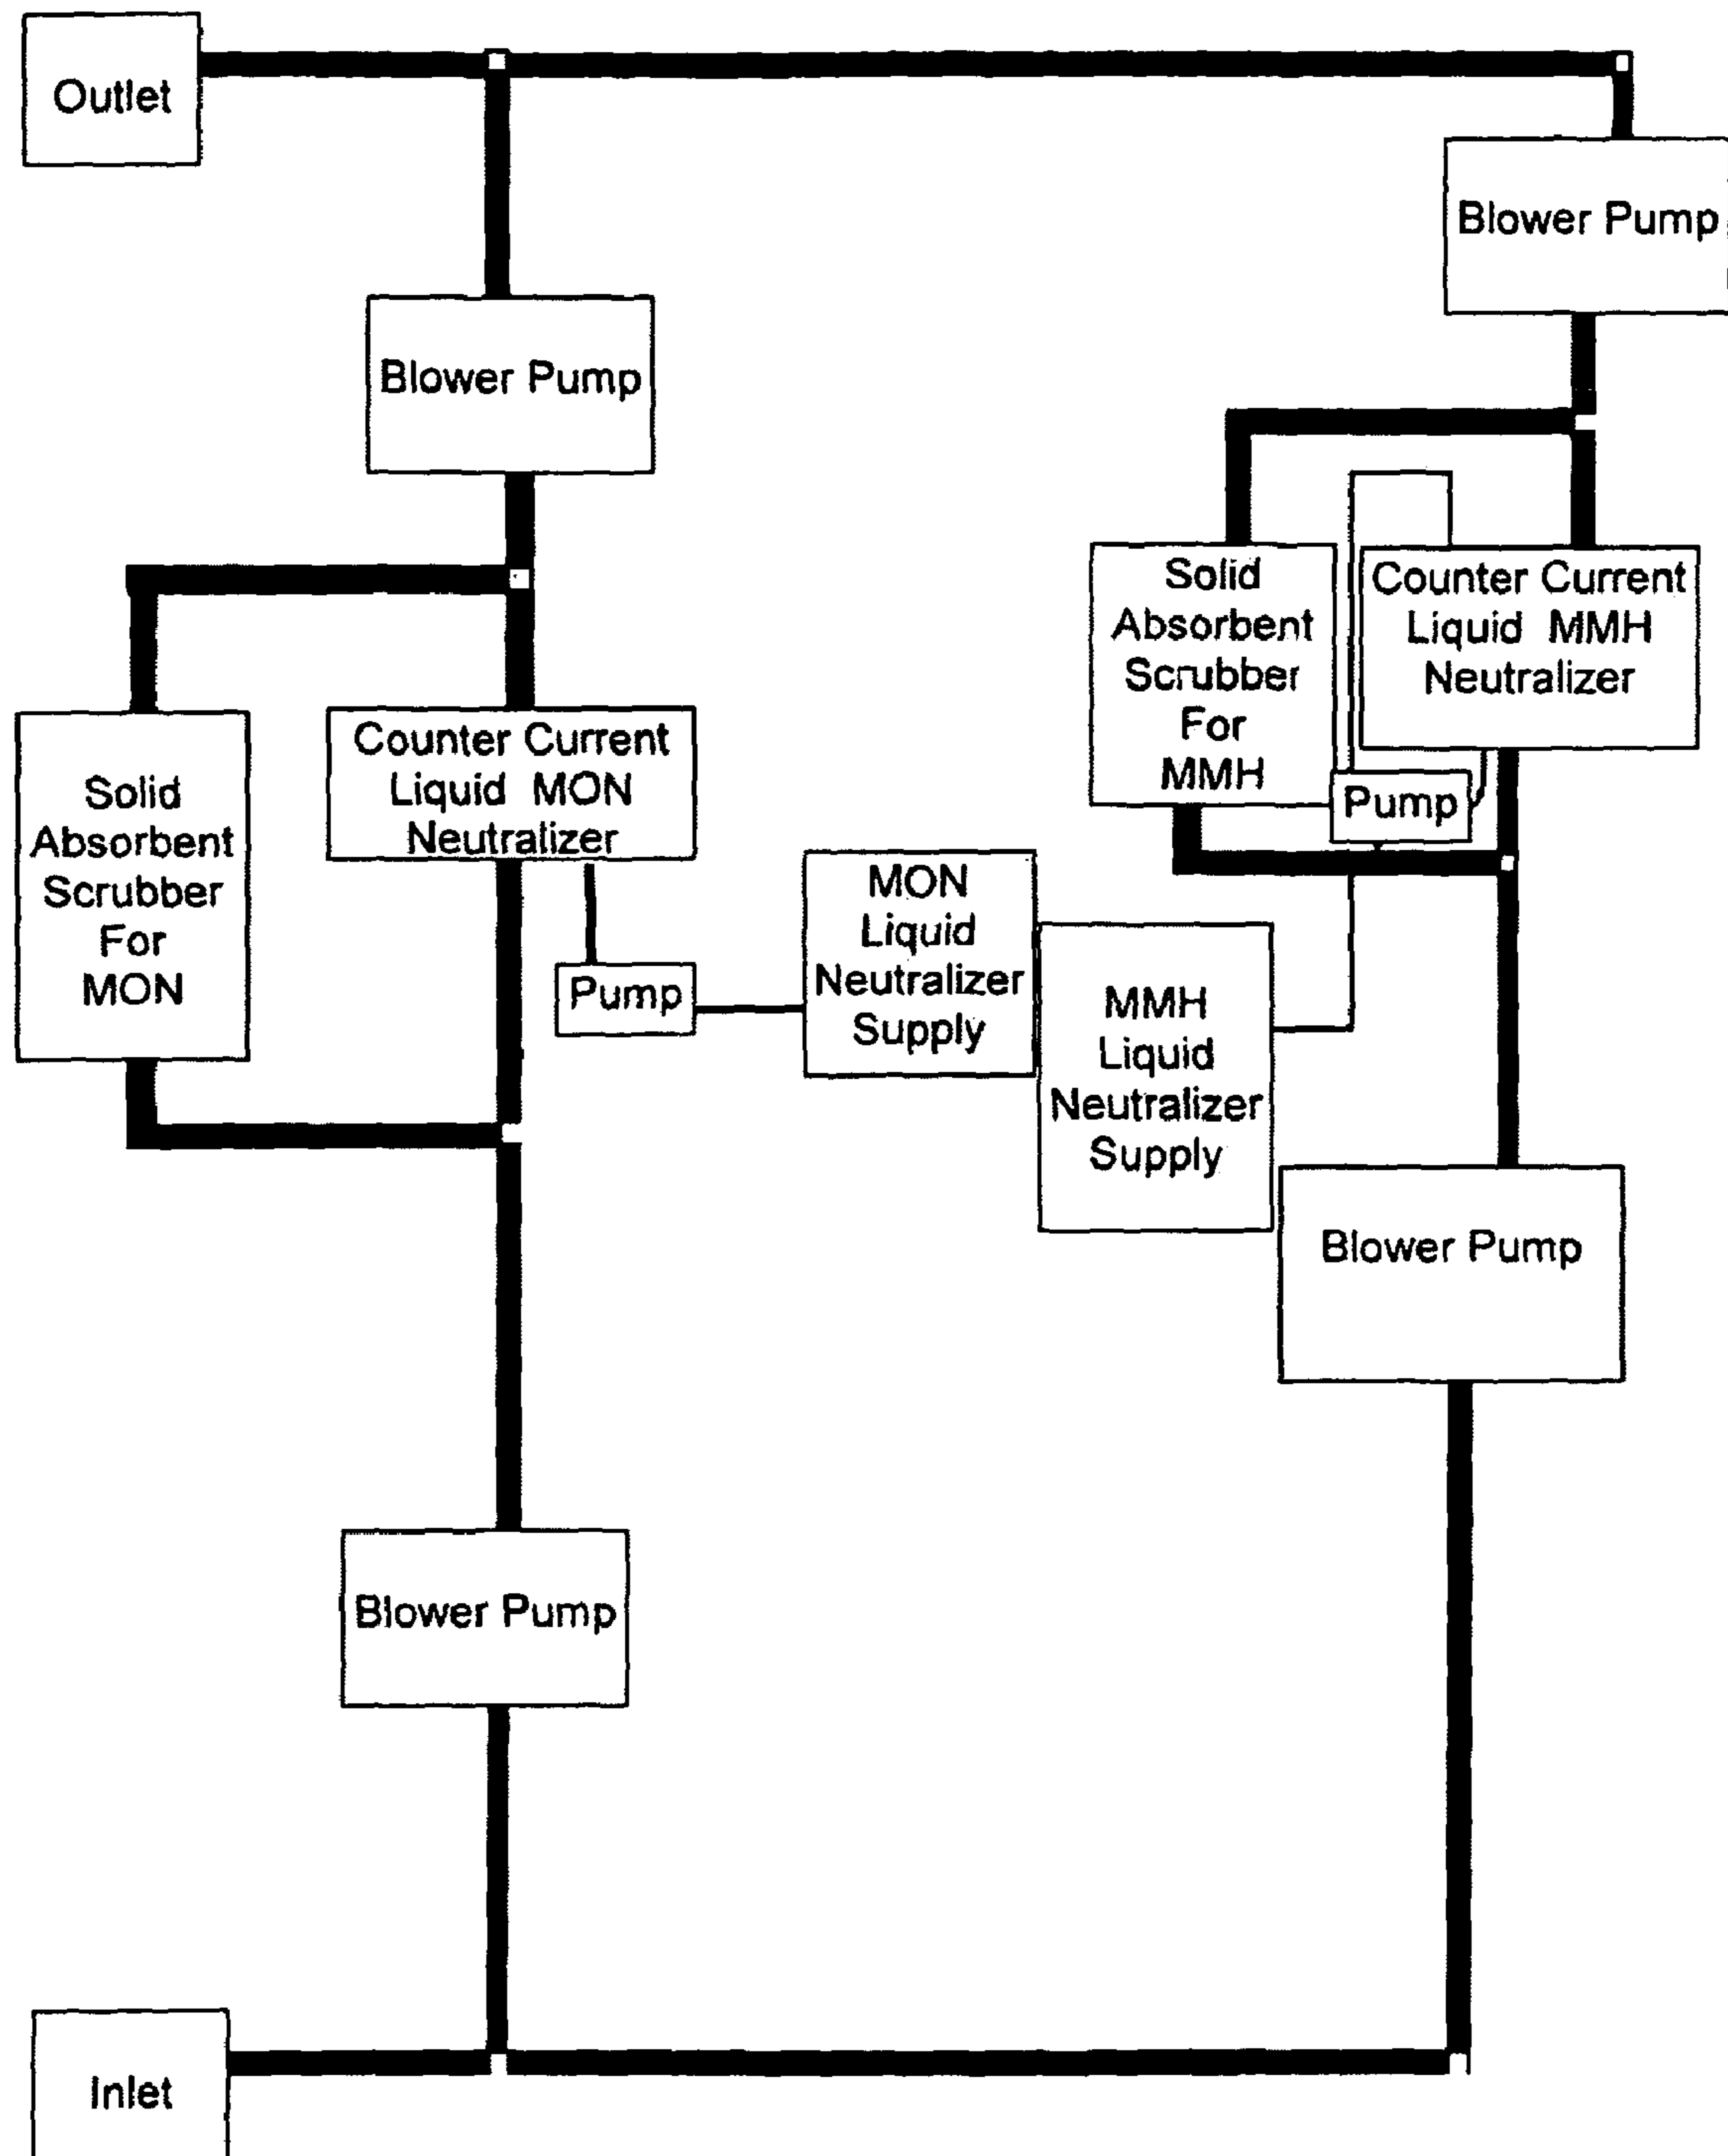 Outlet
Blower Pump
Blower Pump
Solid
Absorbent
Scrubber
For
MMH
Counter Current
Liquid MMH
Neutralizer
Pump
Solid
Absorbent
Scrubber
For
MON
Counter Current
Liquid MON
Neutralizer
Pump
MON
Liquid
Neutralizer
Supply
MMH
Liquid
Neutralizer
Supply
Blower Pump
Blower Pump
Inlet